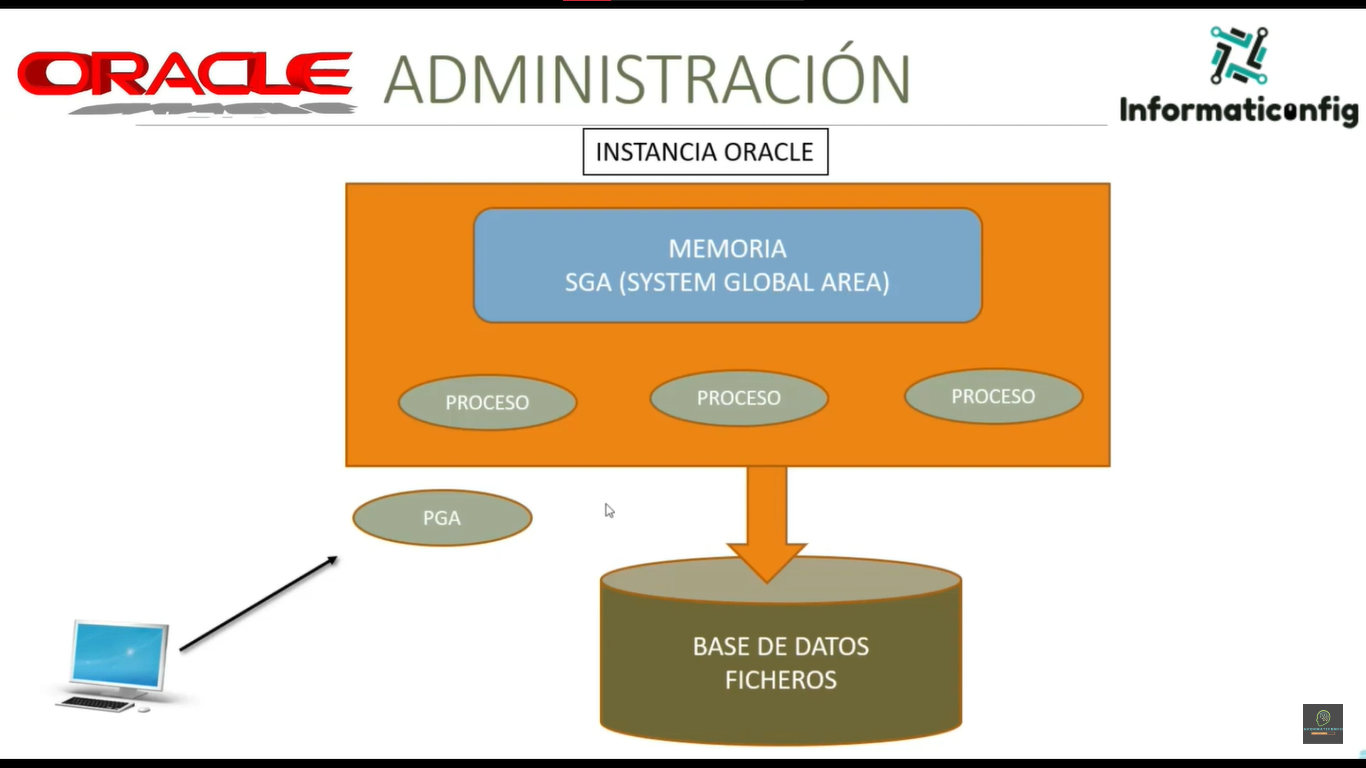 ORACLE
ADMINISTRACIÓN
Informaticonfig
INSTANCIA ORACLE
MEMORIA
SGA (SYSTEM GLOBAL AREA)
PROCESO
PROCESO
PROCESO
PGA
BASE DE DATOS
FICHEROS